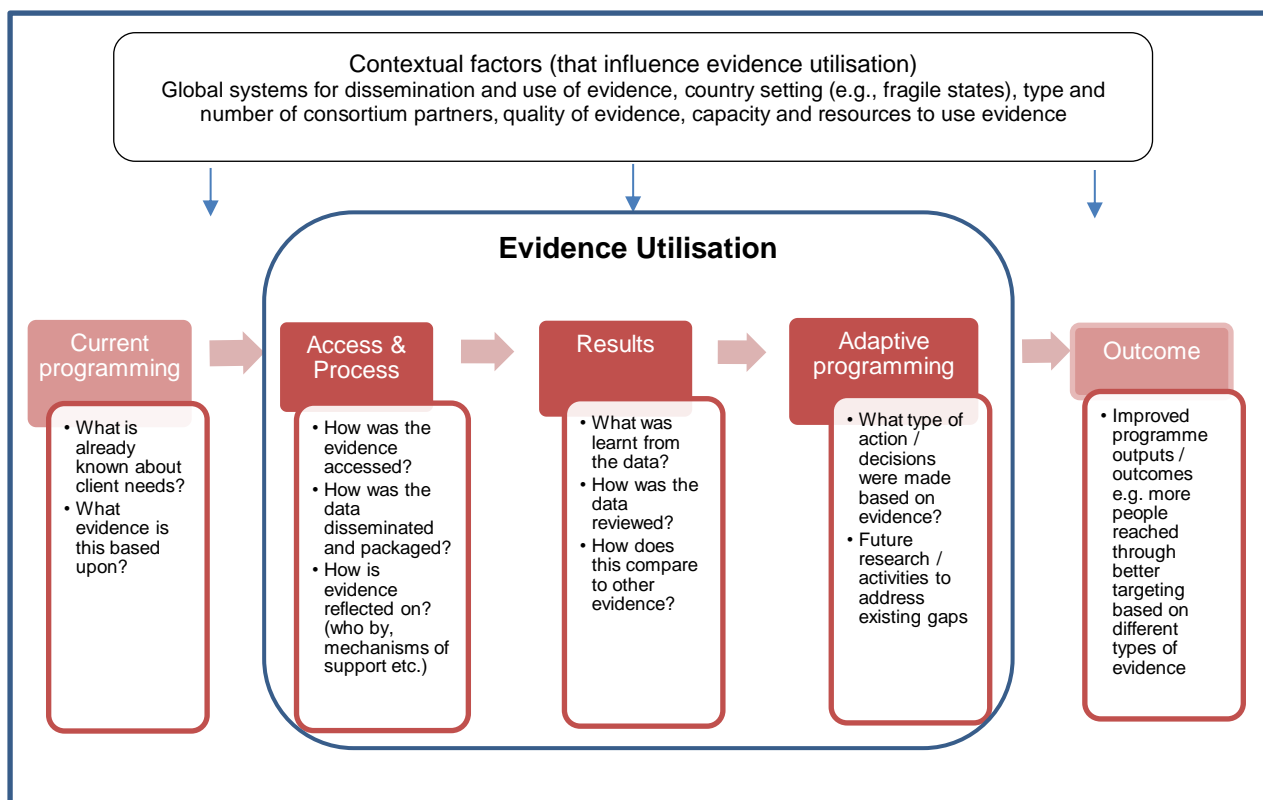 Contextual factors (that influence evidence utilisation)
Global systems for dissemination and use of evidence, country setting (e.g., fragile states), type and
number of consortium partners, quality of evidence, capacity and resources to use evidence
Evidence Utilisation
Current
programming
• What is
already
known about
client needs?
• What
evidence is
this based
upon?
Access &
Process
• How was the
evidence
accessed?
• How was the
data
disseminated
and packaged?
• How is
evidence
reflected on?
(who by,
mechanisms of
support etc.)
Results
• What was
learnt from
the data?
• How was the
data
reviewed?
• How does
this compare
to other
evidence?
Adaptive
programming
• What type of
action /
decisions
were made
based on
evidence?
• Future
research /
activities to
address
existing gaps
Outcome
• Improved
programme
outputs /
outcomes
e.g. more
people
reached
through
better
targeting
based on
different
types of
evidence